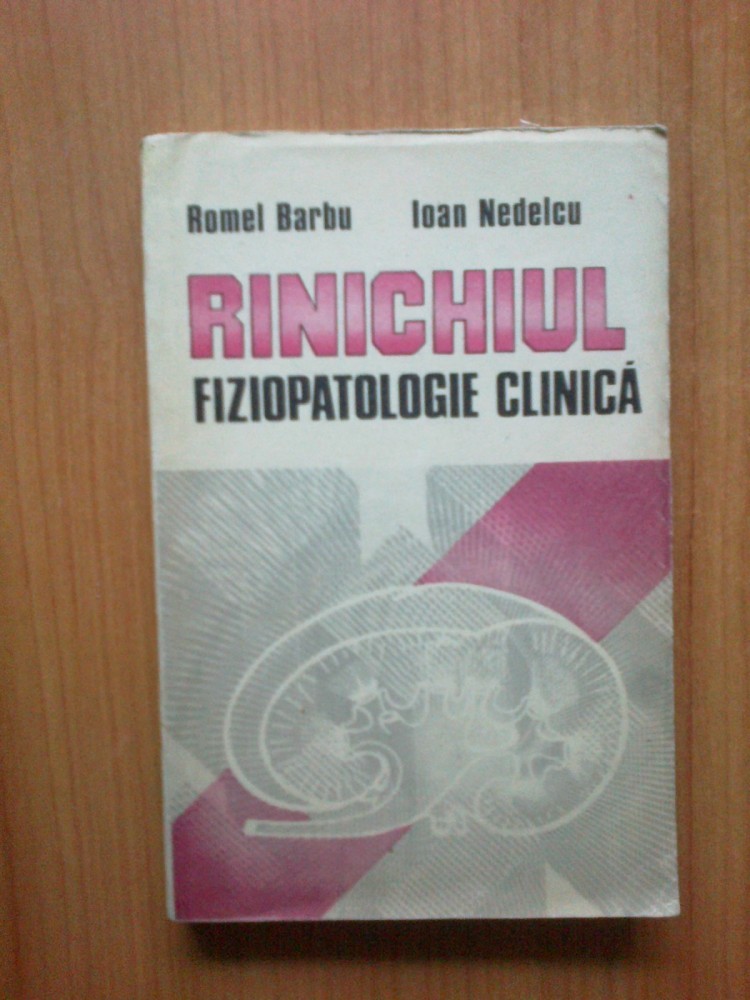 Romel Barbu Ioan Nedelcu
RINICHIUL
FIZIOPATOLOGIE CLINICĂ